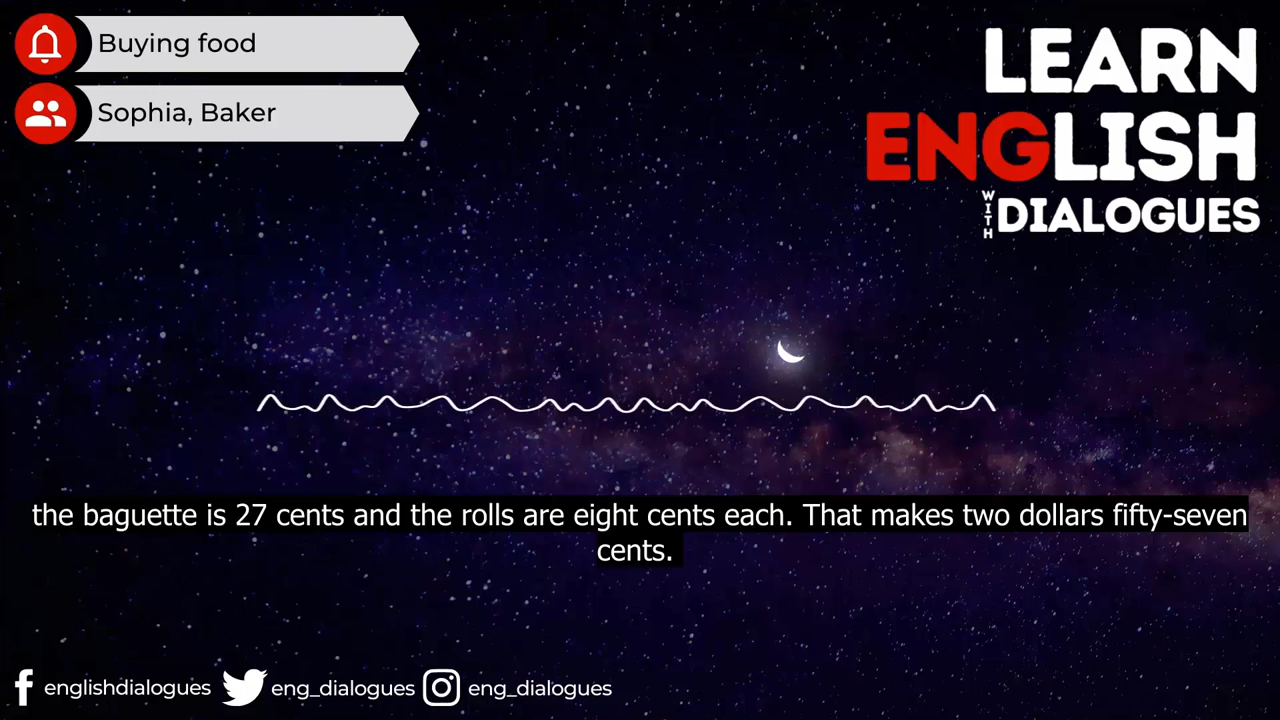 Buying food
Sophia, Baker
LEARN
ENGLISH
WITH DIALOGUES
the baguette is 27 cents and the rolls are eight cents each. That makes two dollars fifty-seven
cents.
englishdialogues eng_dialogues eng_dialogues